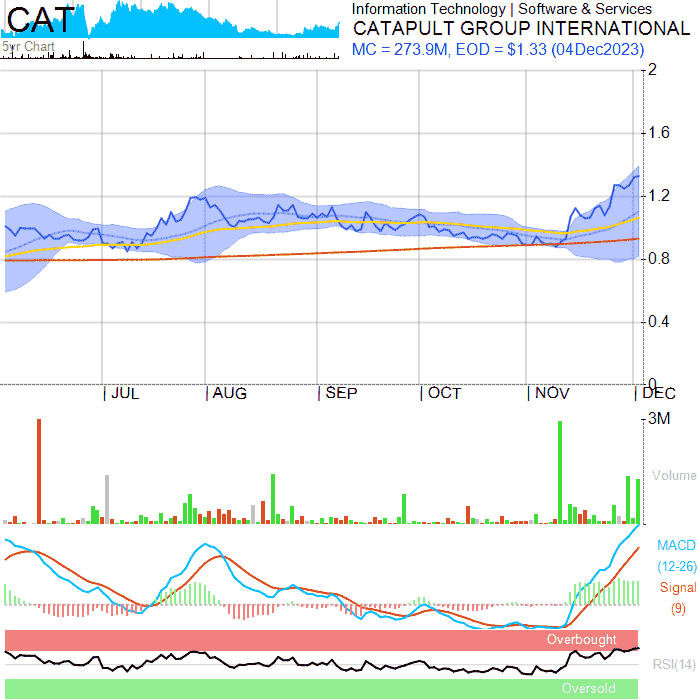 CAT
5yr Chart
Information Technology | Software & Services
CATAPULT GROUP INTERNATIONAL
MC = 273.9M, EOD = $1.33 (04Dec2023)
2
1.6
1.2
0.8
0.4
0
JUL AUG SEP OCT NOV DEC
3M
Volume
MACD
(12-26)
Signal
(9)
Overbought
RSI(14)
Oversold